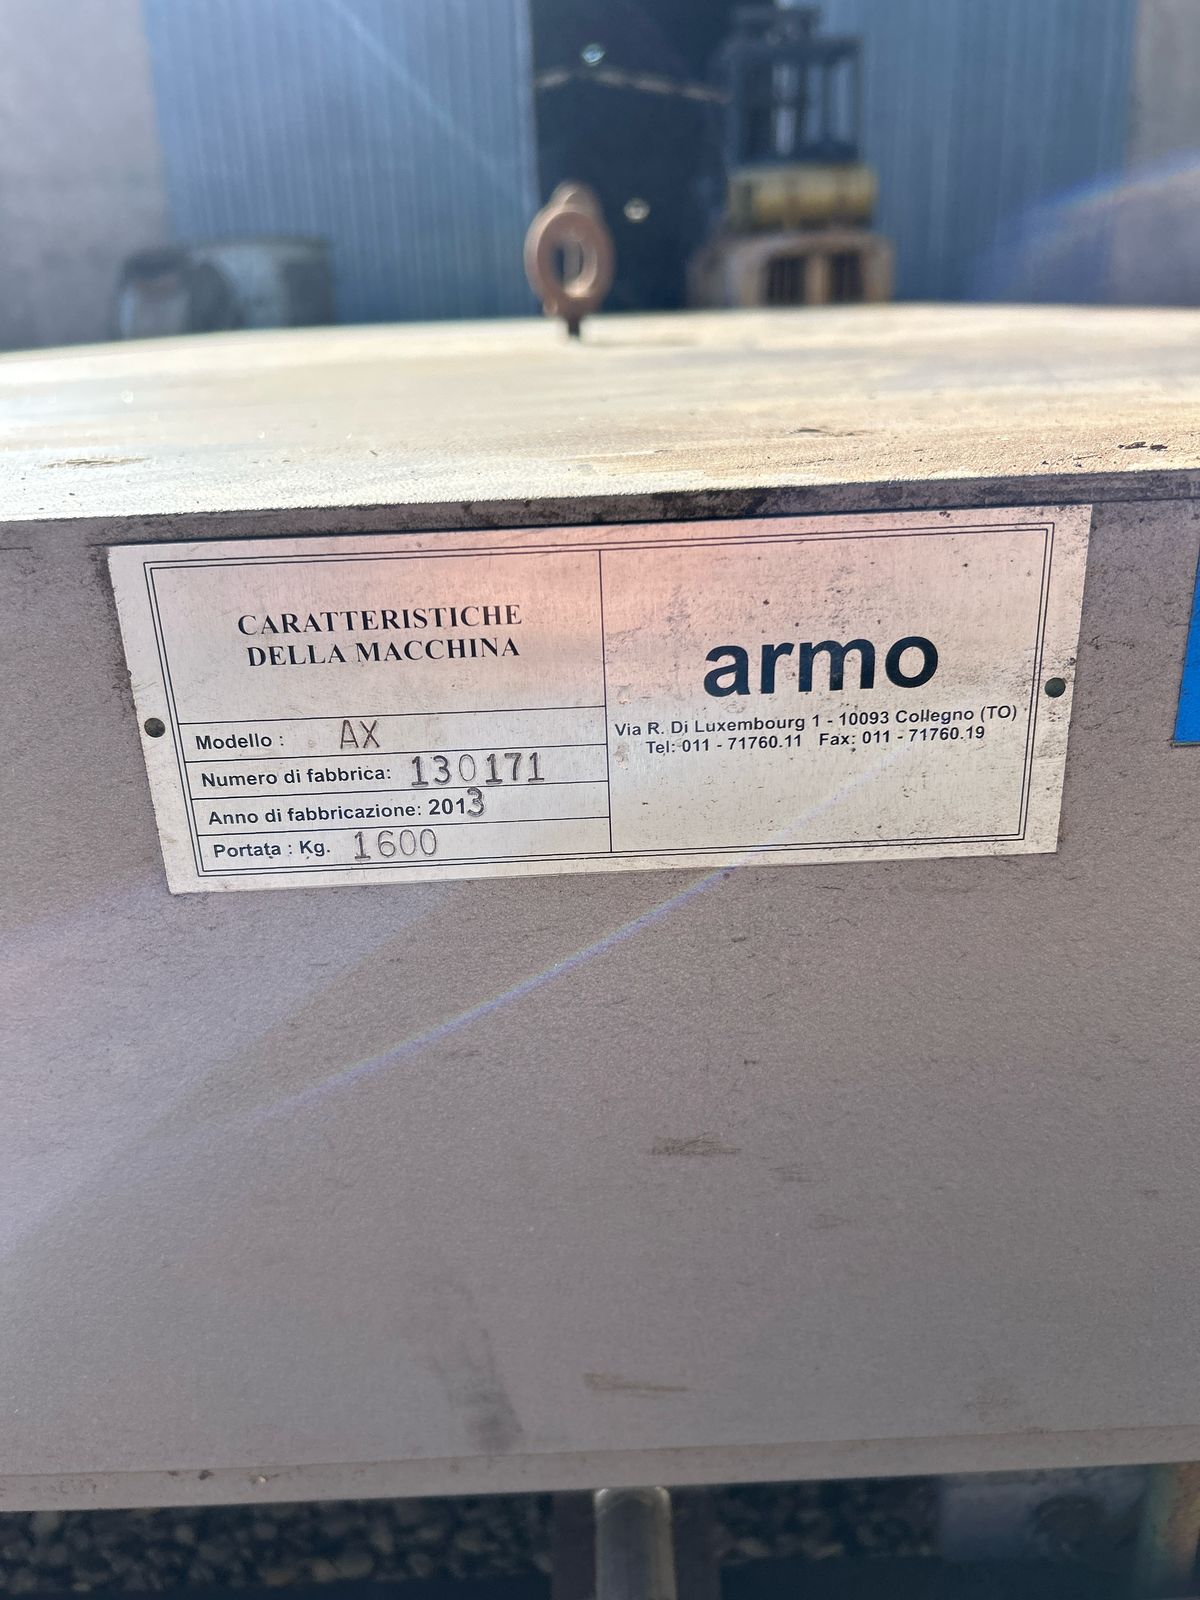 CARATTERISTICHE
DELLA MACCHINA
Modello : AX
Numero di fabbrica: 130171
Anno di fabbricazione: 2013
Portata : Kg. 1600
armo
Via R. Di Luxembourg 1 - 10093 Collegno (TO)
Tel: 011 - 71760.11 Fax: 011 - 71760.19